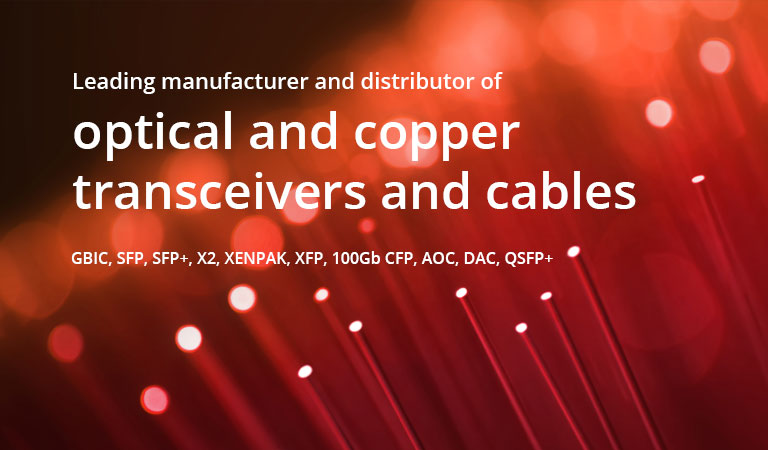 Leading manufacturer and distributor of
optical and copper
transceivers and cables
GBIC, SFP, SFP+, X2, XENPAK, XFP, 100Gb CFP, AOC, DAC, QSFP+